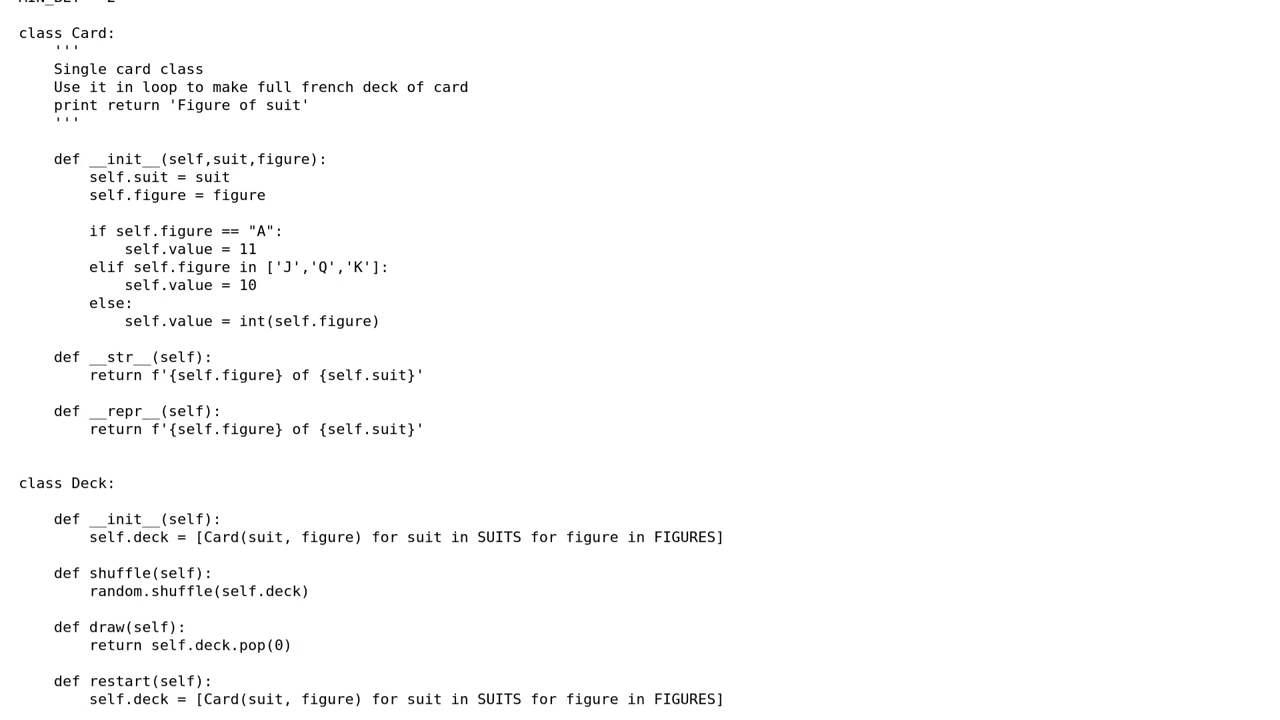 class Card:
    '''
    Single card class
    Use it in loop to make full french deck of card
    print return 'Figure of suit'
    '''

    def __init__(self,suit,figure):
        self.suit = suit
        self.figure = figure

        if self.figure == "A":
            self.value = 11
        elif self.figure in ['J','Q','K']:
            self.value = 10
        else:
            self.value = int(self.figure)

    def __str__(self):
        return f'{self.figure} of {self.suit}'

    def __repr__(self):
        return f'{self.figure} of {self.suit}'


class Deck:

    def __init__(self):
        self.deck = [Card(suit, figure) for suit in SUITS for figure in FIGURES]

    def shuffle(self):
        random.shuffle(self.deck)

    def draw(self):
        return self.deck.pop(0)

    def restart(self):
        self.deck = [Card(suit, figure) for suit in SUITS for figure in FIGURES]